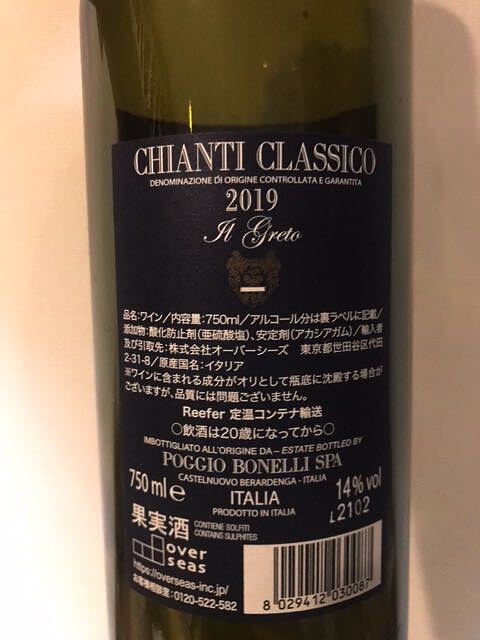 CHIANTI CLASSICO
DENOMINAZIONE DI ORIGINE CONTROLLATA E GARANTITA
2019
Il Greto
品名:ワイン/内容量:750ml/アルコール分は裏ラベルに記載/
添加物:酸化防止剤(亜硫酸塩)、安定剤(アカシアガム)/輸入者
及び引取先:株式会社オーバーシーズ 東京都世田谷区代田
2-31-8/原産国名:イタリア
※ワインに含まれる成分がオリとして瓶底に沈殿する場合が
ございますが、品質には問題ございません。
Reefer 定温コンテナ輸送
○飲酒は20歳になってから○
IMBOTTIGLIATO ALL'ORIGINE DA – ESTATE BOTTLED BY
POGGIO BONELLI SPA
CASTELNUOVO BERARDENGA - ITALIA
750 ml e
ITALIA
14% vol
PRODOTTO IN ITALIA
L2102
果実酒
CONTIENE SOLFITI
CONTAINS SULPHITES
over
seas
https://overseas-inc.jp/
お客様相談室:0120-522-582
8 029412 030087